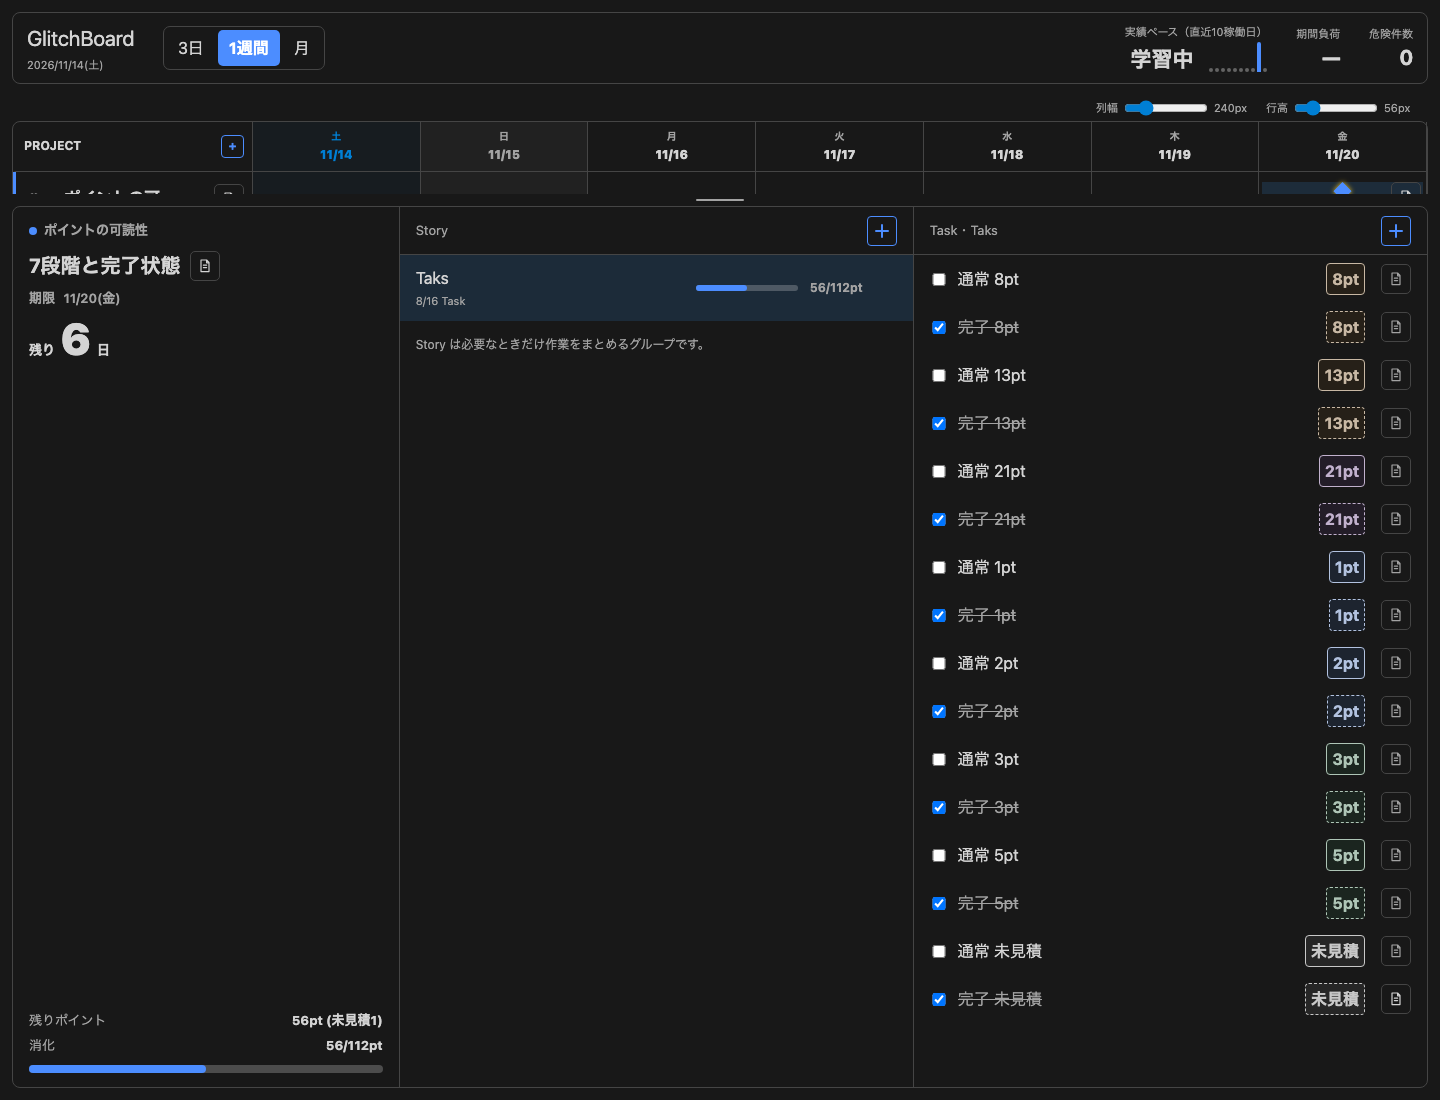 GlitchBoard
2026/11/14(土)
3日 1週間 月
実績ペース（直近10稼働日）
学習中
期間負荷
—
危険件数
0
列幅 240px 行高 56px
PROJECT +
土 11/14
日 11/15
月 11/16
火 11/17
水 11/18
木 11/19
金 11/20
ポイントの可読性
7段階と完了状態
期限 11/20(金)
残り 6 日
残りポイント 56pt (未見積1)
消化 56/112pt
Story
Taks
8/16 Task
56/112pt
Story は必要なときだけ作業をまとめるグループです。
Task・Taks
通常 8pt 8pt
完了 8pt 8pt
通常 13pt 13pt
完了 13pt 13pt
通常 21pt 21pt
完了 21pt 21pt
通常 1pt 1pt
完了 1pt 1pt
通常 2pt 2pt
完了 2pt 2pt
通常 3pt 3pt
完了 3pt 3pt
通常 5pt 5pt
完了 5pt 5pt
通常 未見積 未見積
完了 未見積 未見積